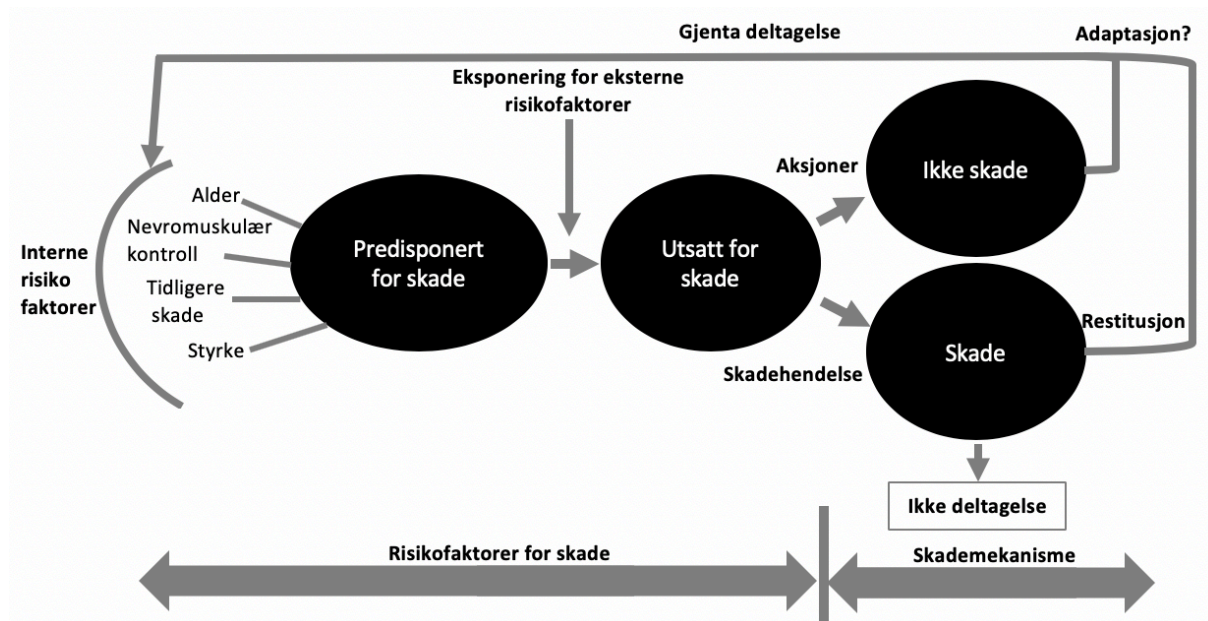 Gjenta deltagelse
Adaptasjon?
Eksponering for eksterne
risikofaktorer
Interne
risiko
faktorer
Alder
Nevromuskulær
kontroll
Tidligere
skade
Styrke
Predisponert
for skade
Utsatt for
skade
Aksjoner
Ikke skade
Skadehendelse
Skade
Restitusjon
Ikke deltagelse
Risikofaktorer for skade
Skademekanisme